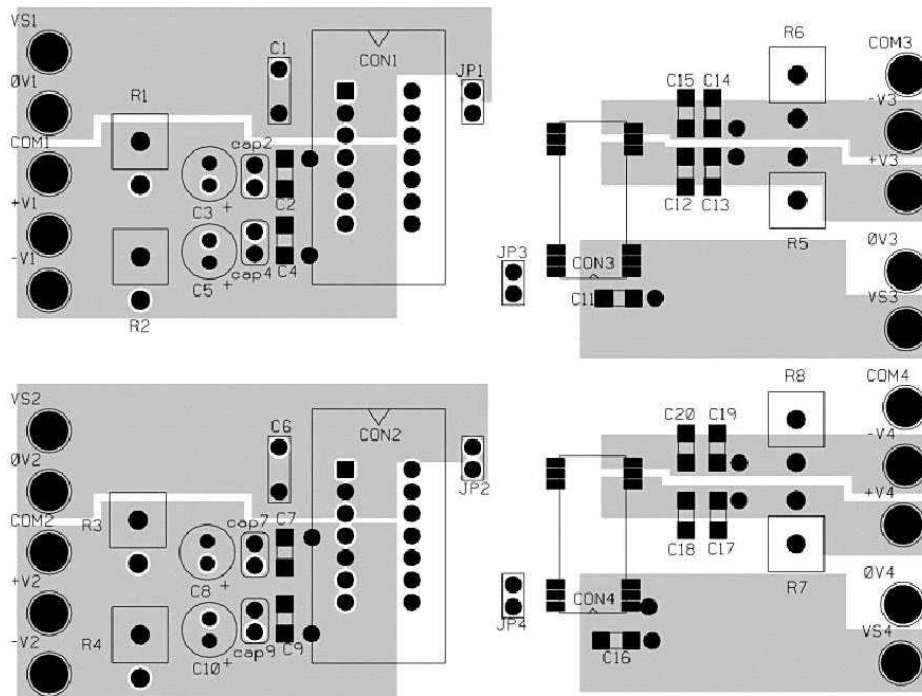 VS1
C1
CON1
JP1
ØV1
R1
COM1
cap2
+V1
C3 +
C2
-V1
cap4
C5 +
C4
R2
R6
COM3
C15 C14
-V3
+V3
C12 C13
R5
ØV3
JP3
CON3
C11
VS3
VS2
C6
CON2
JP2
ØV2
R3
COM2
cap7
C7
+V2
C8 +
-V2
R4
cap9
C10 +
C9
R8
COM4
C20 C19
-V4
+V4
C18 C17
R7
ØV4
JP4
CON4
C16
VS4